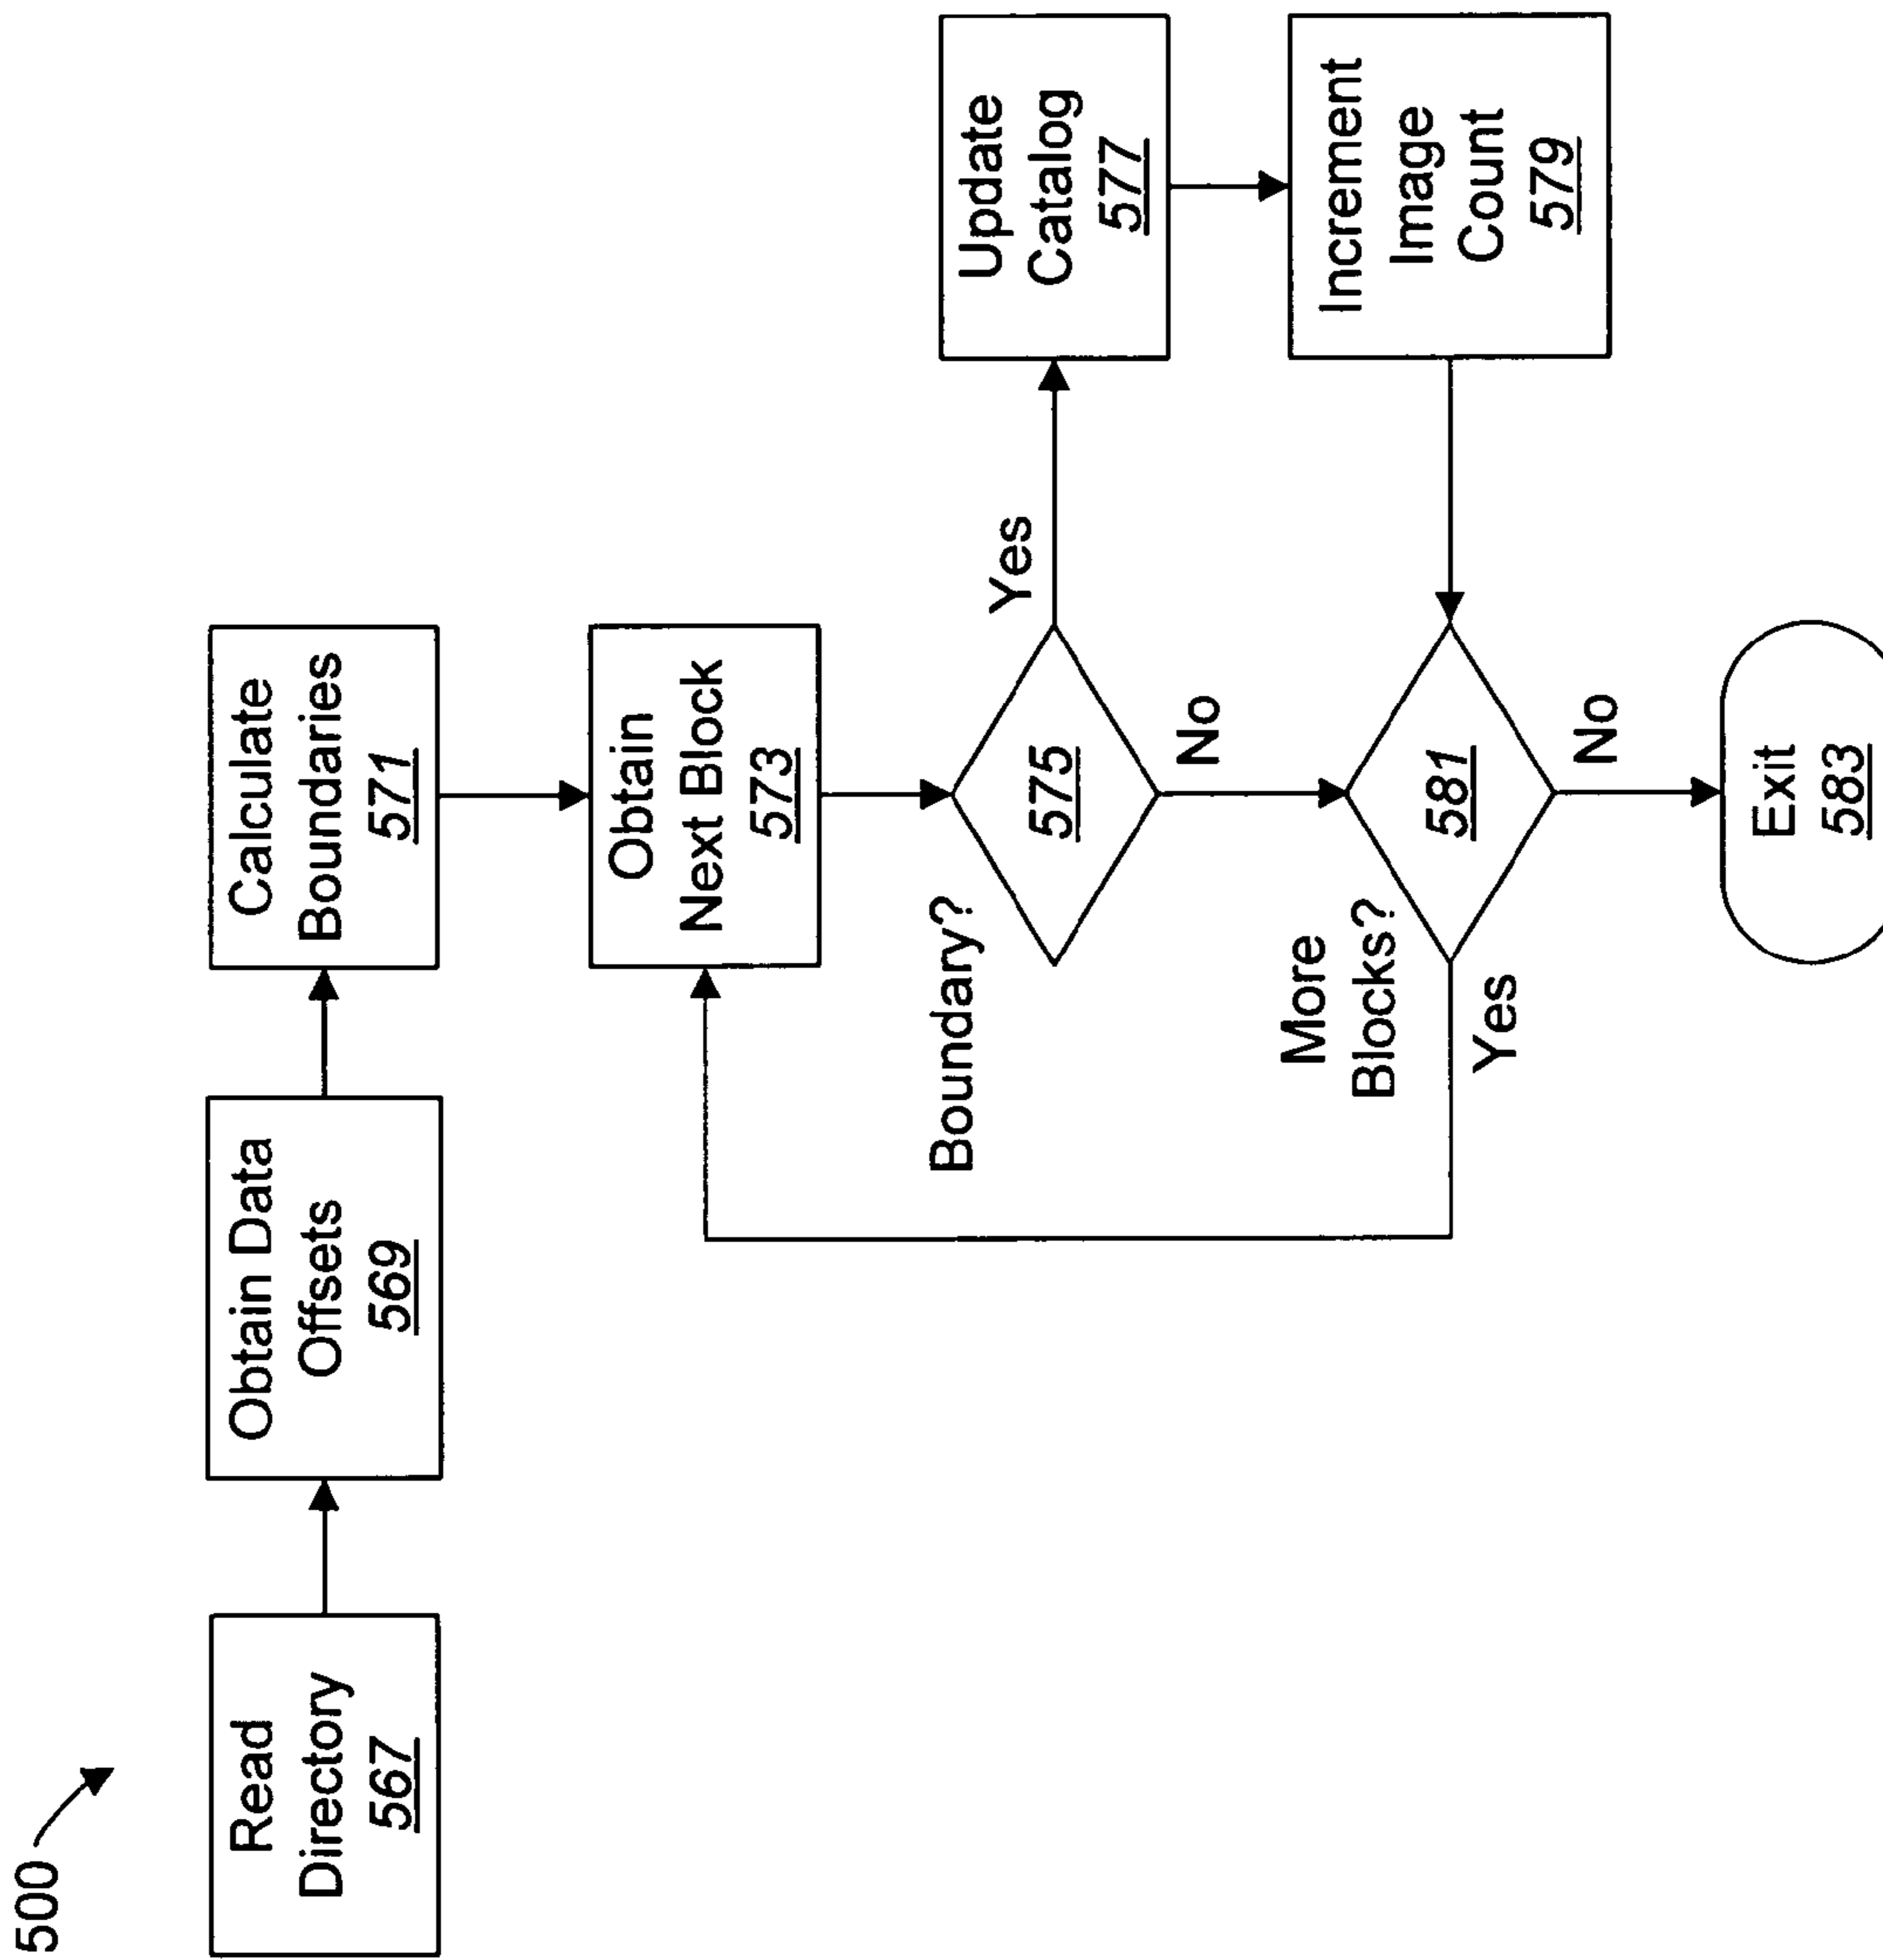 500
Read
Directory
567
Obtain Data
Offsets
569
Calculate
Boundaries
571
Obtain
Next Block
573
Boundary?
575
Yes
No
Update
Catalog
577
Increment
Image
Count
579
More
Blocks?
581
Yes
No
Exit
583